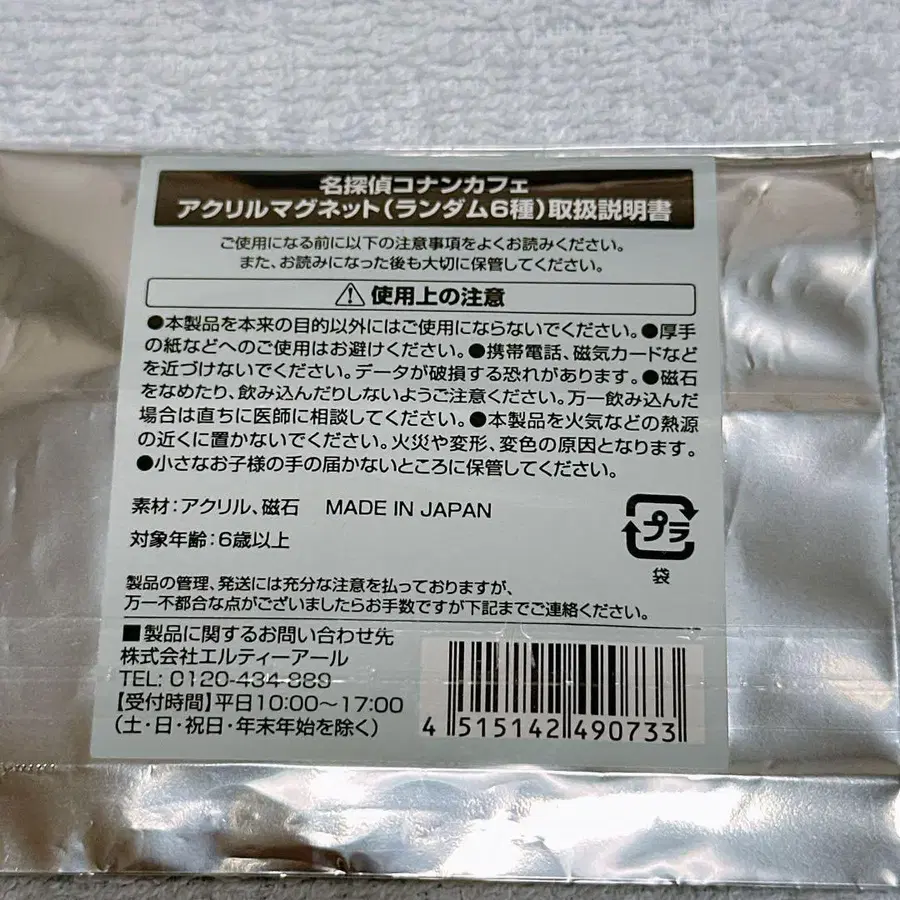 名探偵コナンカフェ
アクリルマグネット(ランダム6種)取扱説明書
ご使用になる前に以下の注意事項をよくお読みください。
また、お読みになった後も大切に保管してください。
使用上の注意
●本製品を本来の目的以外にはご使用にならないでください。●厚手
の紙などへのご使用はお避けください。●携帯電話、磁気カードなど
を近づけないでください。データが破損する恐れがあります。●磁石
をなめたり、飲み込んだりしないようご注意ください。万一飲み込んだ
場合は直ちに医師に相談してください。●本製品を火気などの熱源
の近くに置かないでください。火災や変形、変色の原因となります。
●小さなお子様の手の届かないところに保管してください。
素材:アクリル、磁石 MADE IN JAPAN
対象年齢:6歳以上
プラ
袋
製品の管理、発送には充分な注意を払っておりますが、
万一不都合な点がございましたらお手数ですが下記までご連絡ください。
■製品に関するお問い合わせ先
株式会社エルティーアール
TEL: 0120-434-889
【受付時間】平日10:00〜17:00
(土・日・祝日・年末年始を除く)
4 515142 490733